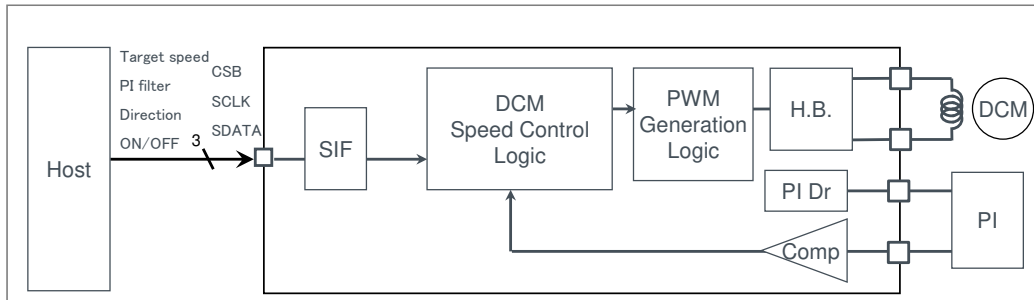 Host
Target speed
PI filter
Direction
ON/OFF
CSB
SCLK
SDATA
3
SIF
DCM
Speed Control
Logic
PWM
Generation
Logic
H.B.
DCM
PI Dr
PI
Comp